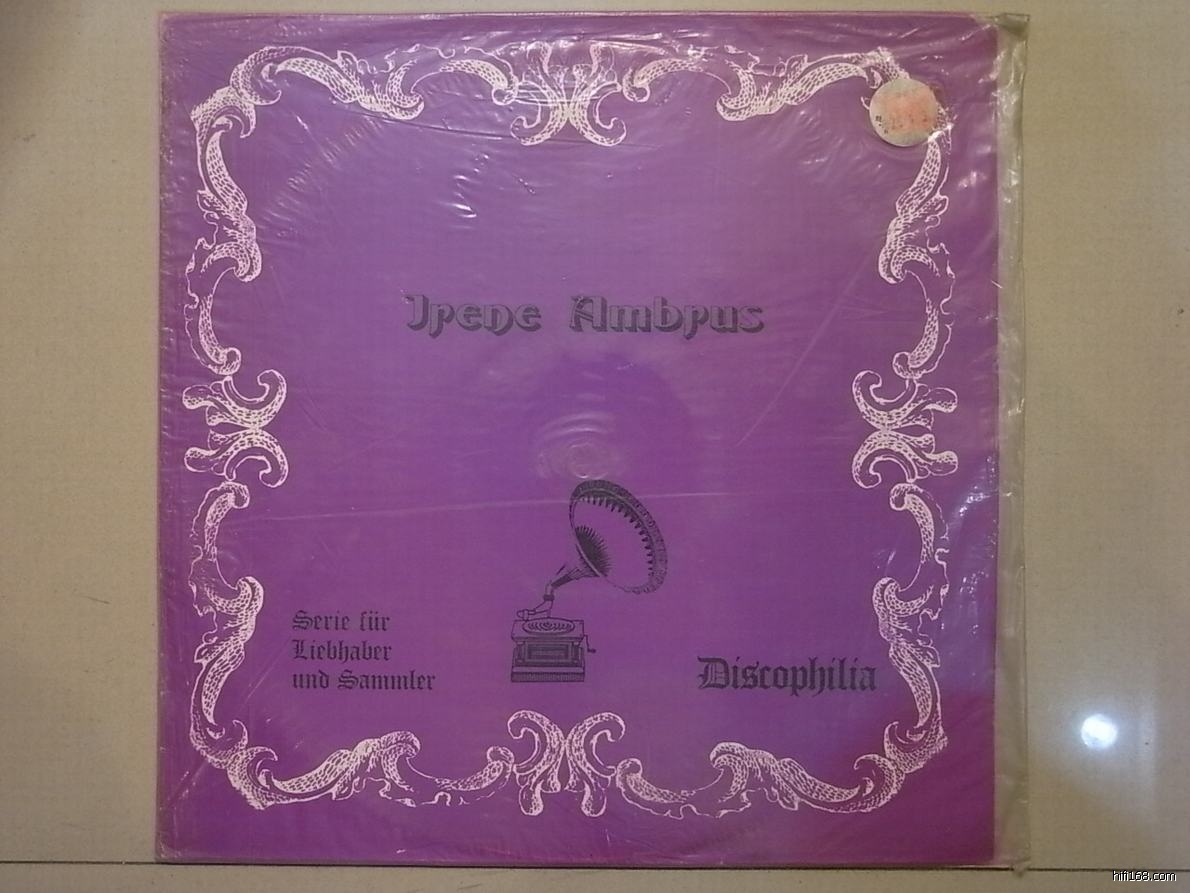 Irene Ambrus
Serie für
Liebhaber
und Sammler
Discophilia
hifi168.com